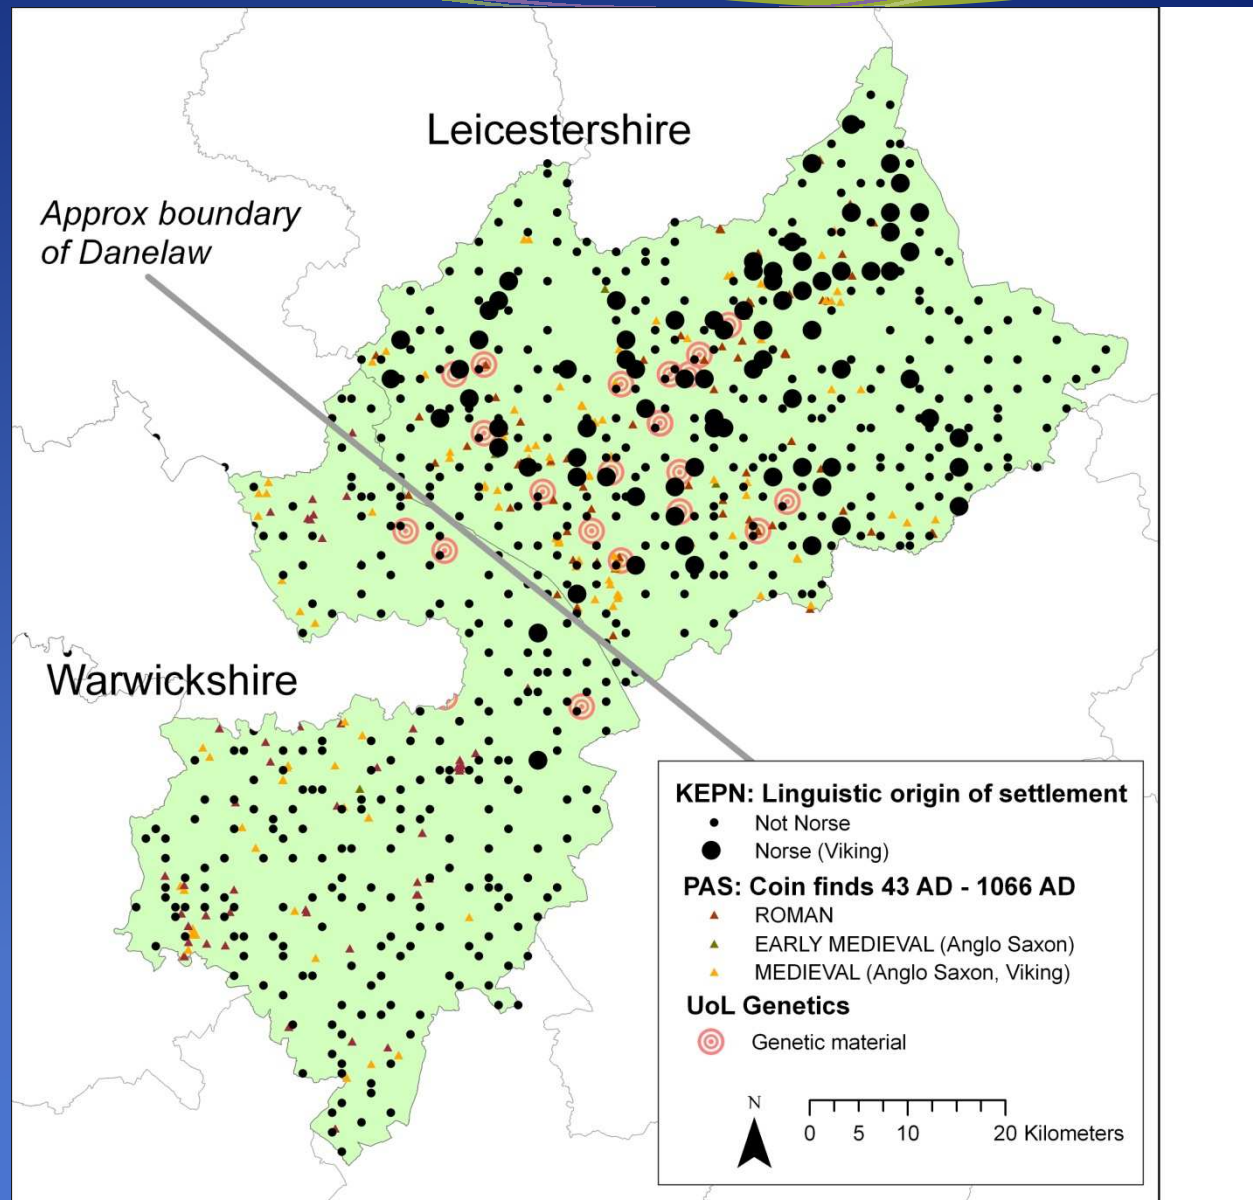 Leicestershire
Approx boundary
of Danelaw
Warwickshire
KEPN: Linguistic origin of settlement
Not Norse
Norse (Viking)
PAS: Coin finds 43 AD - 1066 AD
ROMAN
EARLY MEDIEVAL (Anglo Saxon)
MEDIEVAL (Anglo Saxon, Viking)
UoL Genetics
Genetic material
N
0 5 10 20 Kilometers